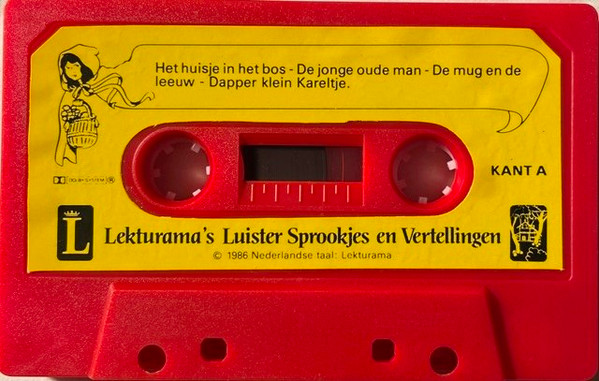 Het huisje in het bos - De jonge oude man - De mug en de
leeuw - Dapper klein Kareltje.
KANT A
L Lekturama's Luister Sprookjes en Vertellingen
© 1986 Nederlandse taal: Lekturama